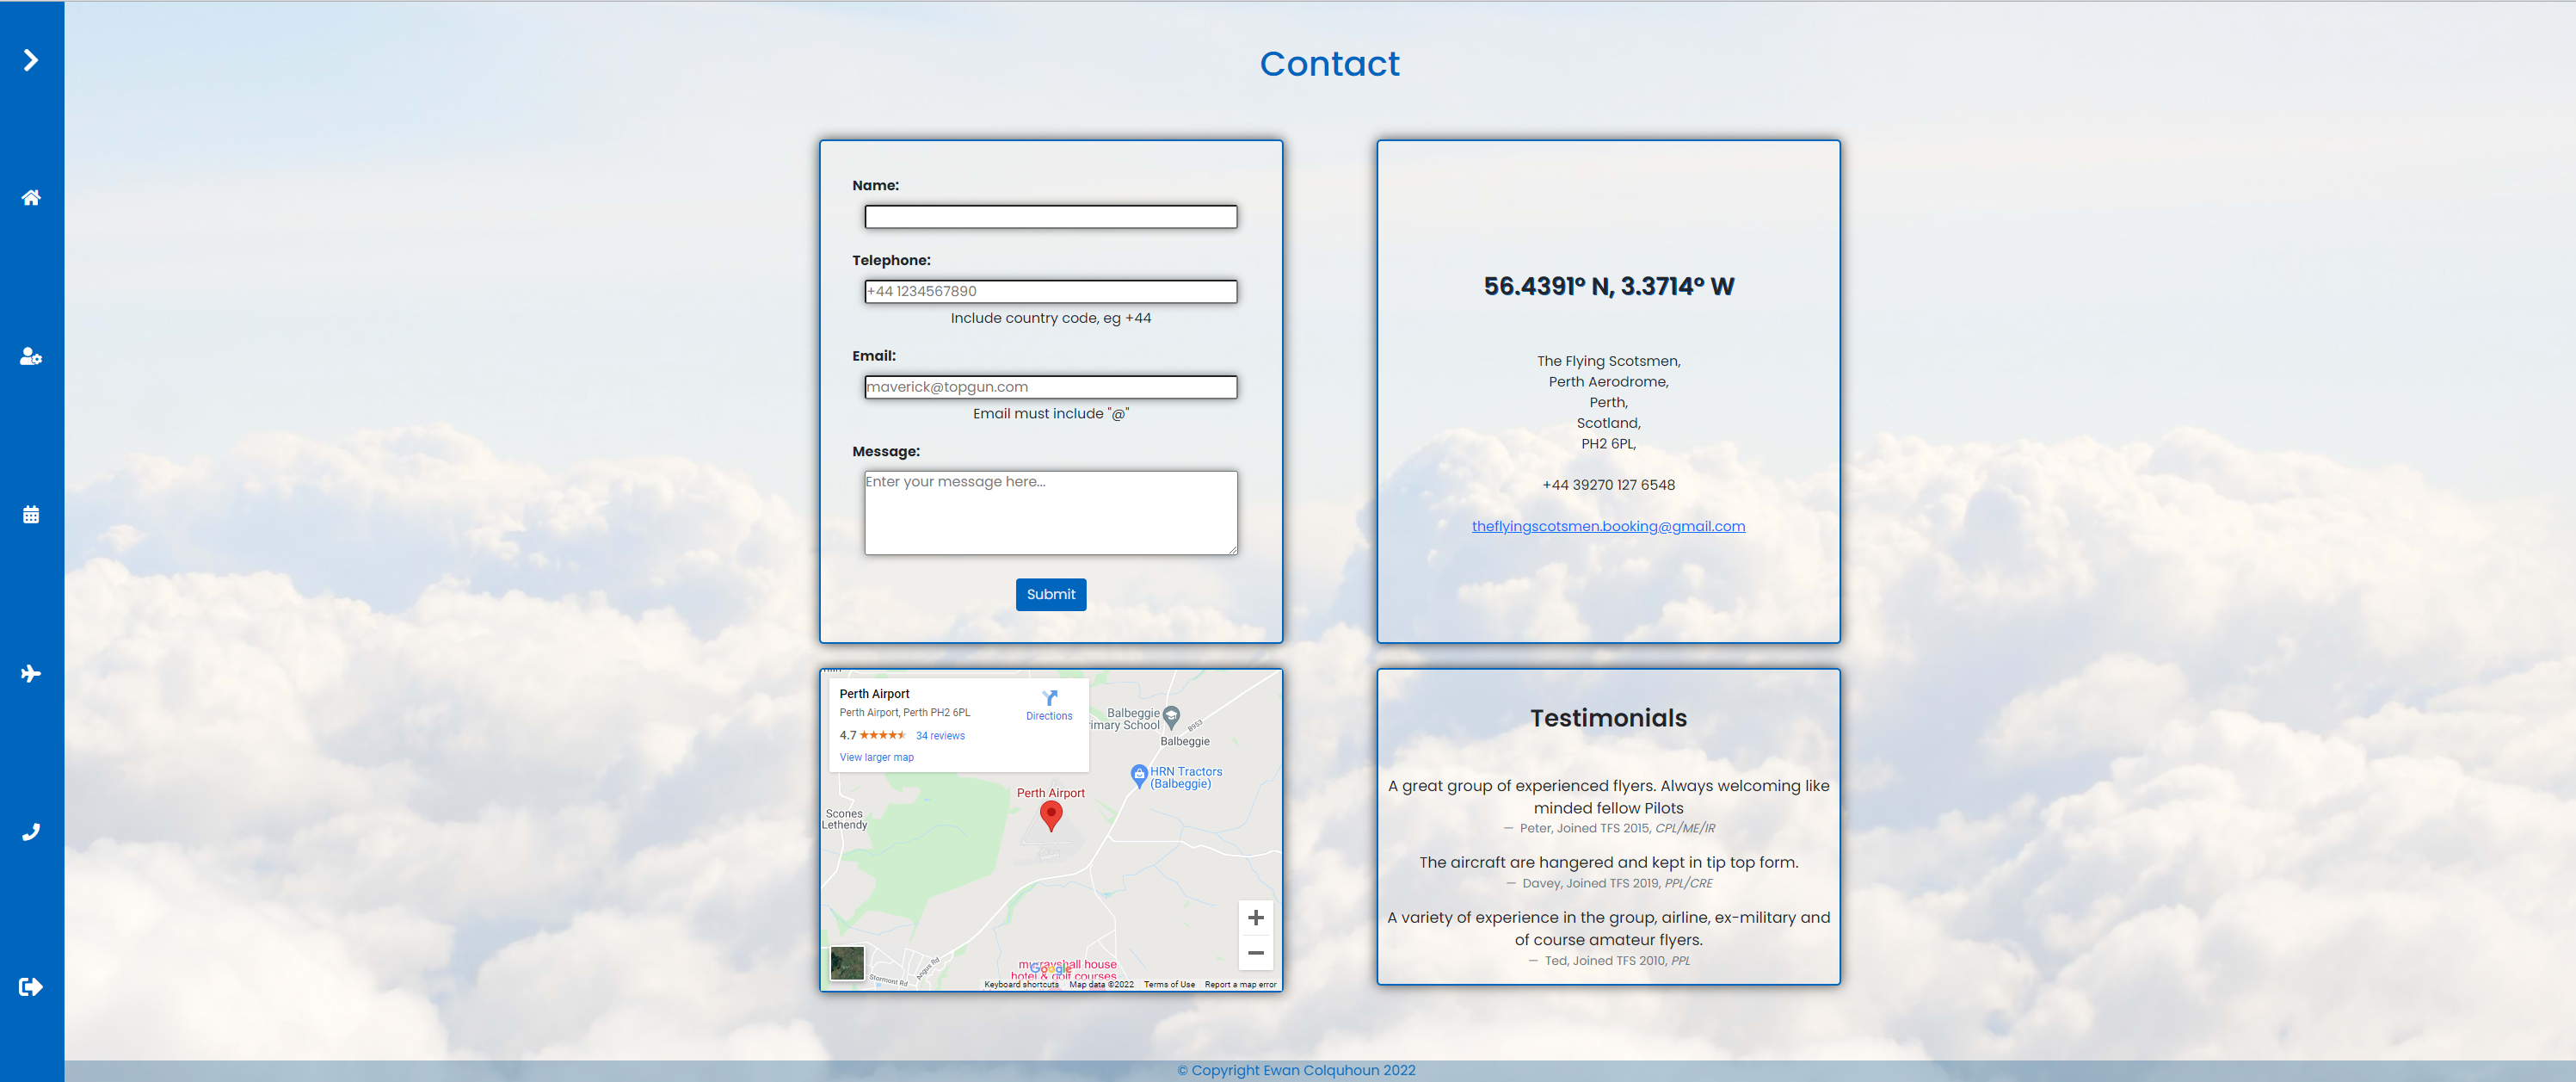 Contact
Name:
Telephone:
+44 1234567890
Include country code, eg +44
Email:
maverick@topgun.com
Email must include "@"
Message:
Enter your message here...
Submit
56.4391° N, 3.3714° W
The Flying Scotsmen,
Perth Aerodrome,
Perth,
Scotland,
PH2 6PL,
+44 39270 127 6548
theflyingscotsmen.booking@gmail.com
Perth Airport
Perth Airport, Perth PH2 6PL
4.7
34 reviews
View larger map
Directions
Balbeggie
imary School
Balbeggie
B953
HRN Tractors
(Balbeggie)
Perth Airport
Scones
Lethendy
Angus Rd
Stormont Rd
house
hotel & golf courses
Google
Keyboard shortcuts
Map data ©2022
Terms of Use
Report a map error
Testimonials
A great group of experienced flyers. Always welcoming like
minded fellow Pilots
— Peter, Joined TFS 2015, CPL/ME/IR
The aircraft are hangered and kept in tip top form.
— Davey, Joined TFS 2019, PPL/CRE
A variety of experience in the group, airline, ex-military and
of course amateur flyers.
— Ted, Joined TFS 2010, PPL
© Copyright Ewan Colquhoun 2022